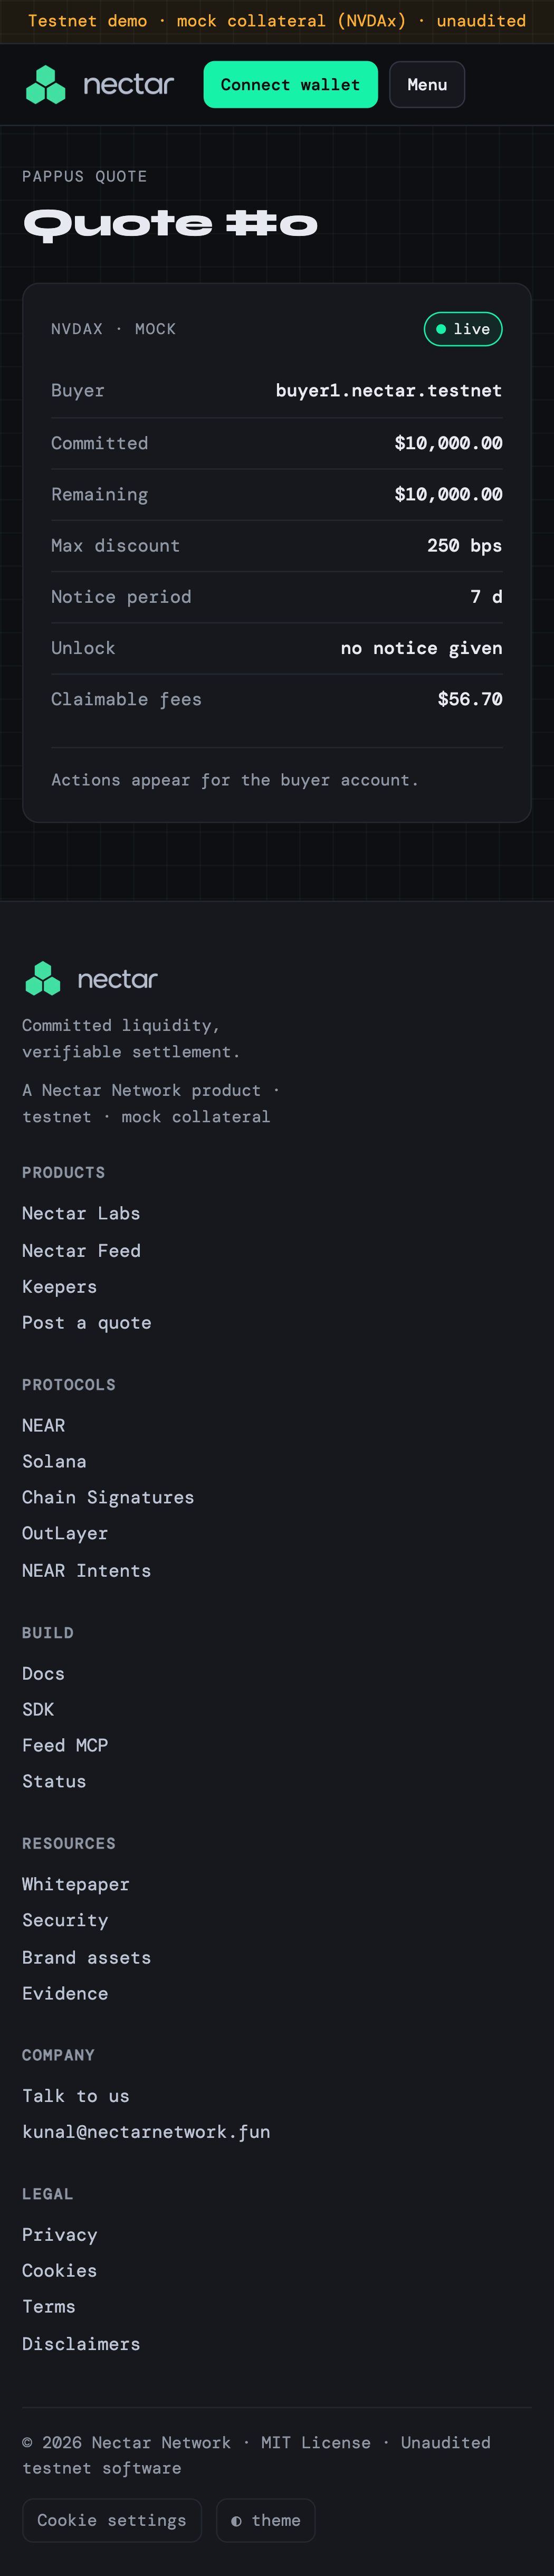 Testnet demo · mock collateral (NVDAx) · unaudited
nectar
Connect wallet
Menu
PAPPUS QUOTE
Quote #0
NVDAX · MOCK
live
Buyer buyer1.nectar.testnet
Committed $10,000.00
Remaining $10,000.00
Max discount 250 bps
Notice period 7 d
Unlock no notice given
Claimable fees $56.70
Actions appear for the buyer account.
nectar
Committed liquidity,
verifiable settlement.
A Nectar Network product ·
testnet · mock collateral
PRODUCTS
Nectar Labs
Nectar Feed
Keepers
Post a quote
PROTOCOLS
NEAR
Solana
Chain Signatures
OutLayer
NEAR Intents
BUILD
Docs
SDK
Feed MCP
Status
RESOURCES
Whitepaper
Security
Brand assets
Evidence
COMPANY
Talk to us
kunal@nectarnetwork.fun
LEGAL
Privacy
Cookies
Terms
Disclaimers
© 2026 Nectar Network · MIT License · Unaudited
testnet software
Cookie settings
◐ theme